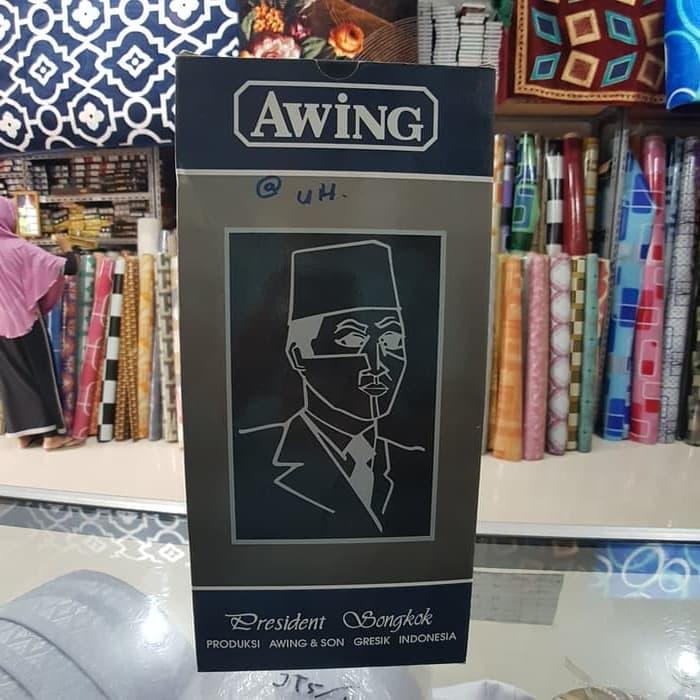 AWiNG
@ UH.
President Songkok
PRODUKSI AWING & SON GRESIK INDONESIA